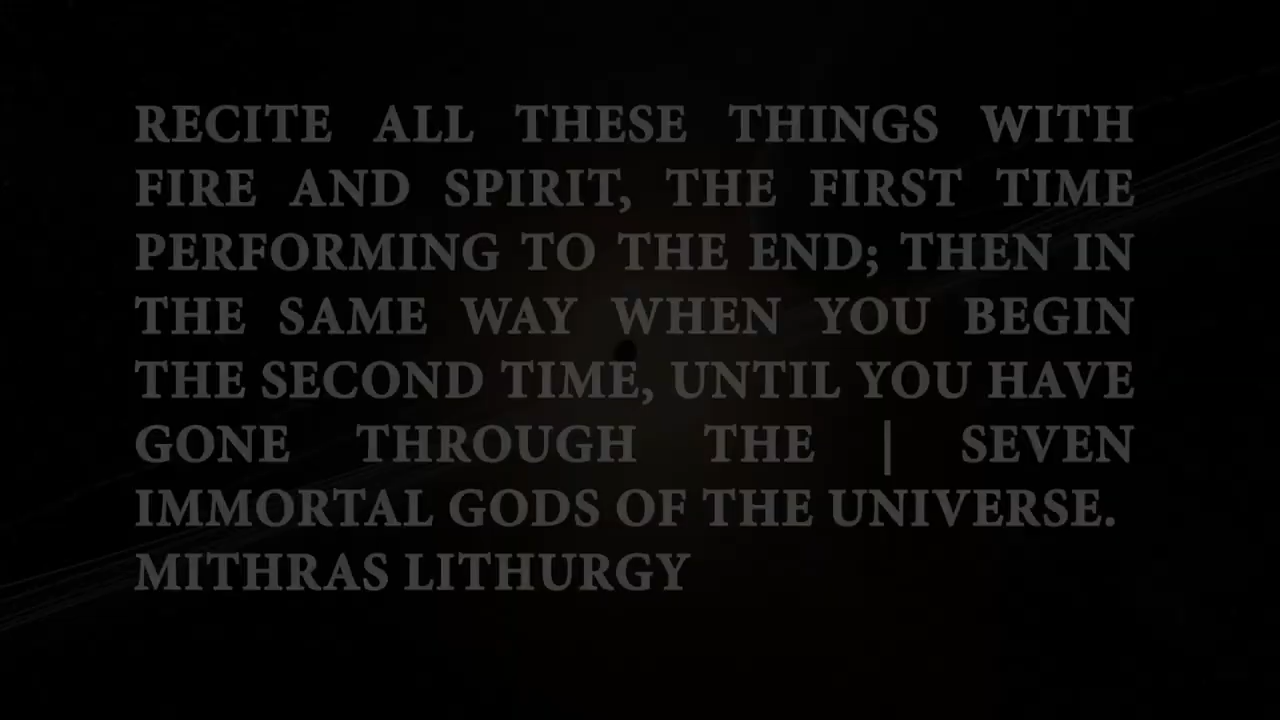 RECITE ALL THESE THINGS WITH
FIRE AND SPIRIT, THE FIRST TIME
PERFORMING TO THE END; THEN IN
THE SAME WAY WHEN YOU BEGIN
THE SECOND TIME, UNTIL YOU HAVE
GONE THROUGH THE | SEVEN
IMMORTAL GODS OF THE UNIVERSE.
MITHRAS LITHURGY